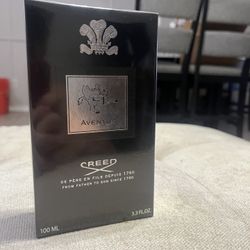 AVENTUS
CREED
DE PÈRE EN FILS DEPUIS 1760
FROM FATHER TO SON SINCE 1760
100 ML
3.3 FL.OZ.